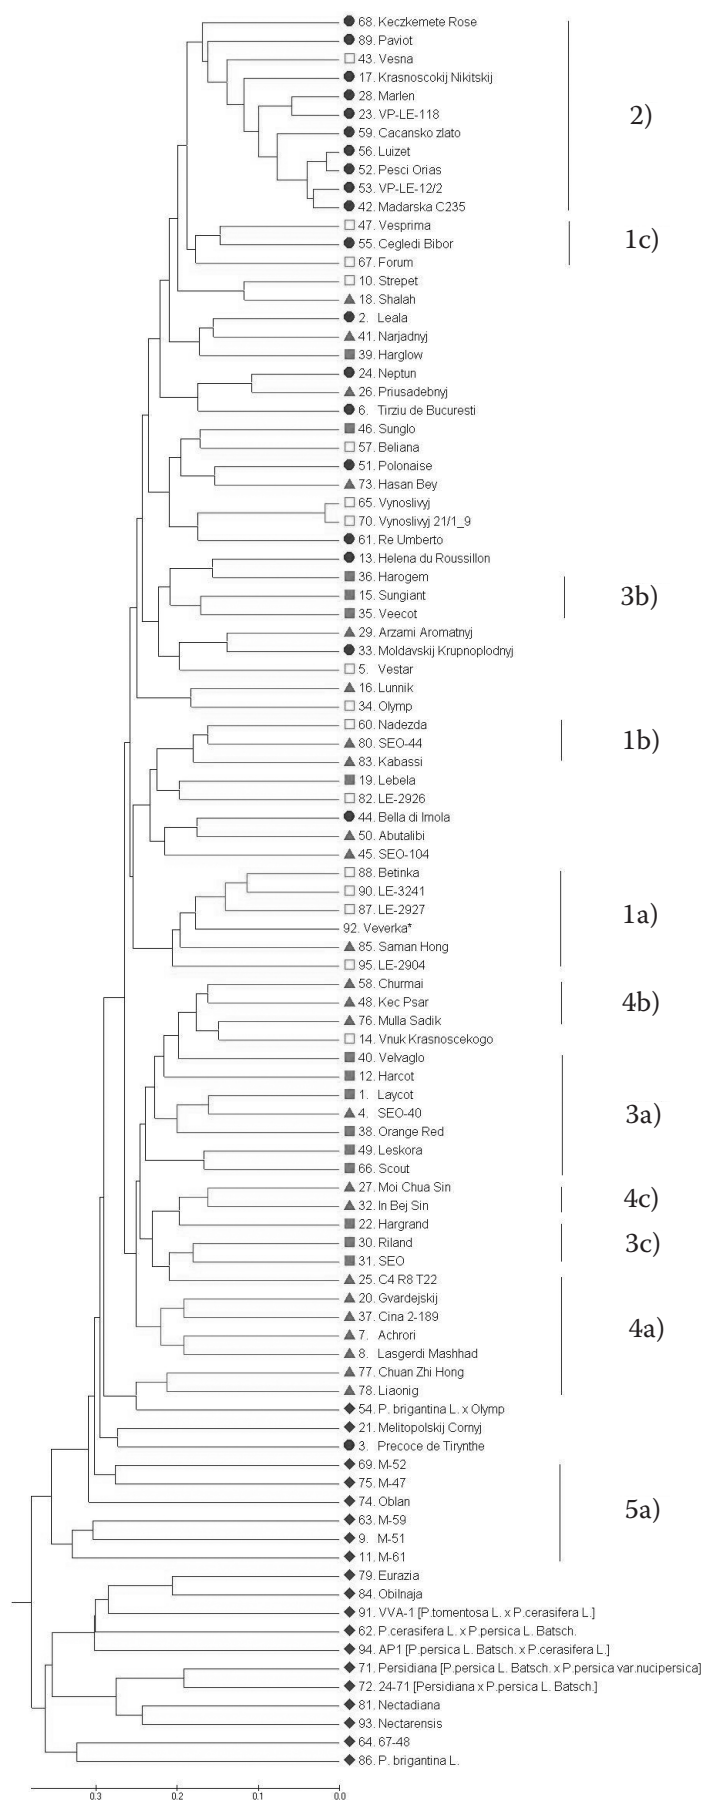 68. Keczkemete Rose
89. Paviot
43. Vesna
17. Krasnoscokij Nikitskij
28. Marlen
23. VP-LE-118
2)
59. Cacansko zlato
56. Luizet
52. Pesci Orias
53. VP-LE-12/2
42. Madarska C235
47. Vesprima
55. Cegledi Bibor
1c)
67. Forum
10. Strepet
18. Shalah
2. Leala
41. Narjadnyj
39. Harglow
24. Neptun
26. Priusadebnyj
6. Tirziu de Bucuresti
46. Sunglo
57. Beliana
51. Polonaise
73. Hasan Bey
65. Vynoslivyj
70. Vynoslivyj 21/1_9
61. Re Umberto
13. Helena du Roussillon
36. Harogem
15. Sungiant
3b)
35. Veecot
29. Arzami Aromatnyj
33. Moldavskij Krupnoplodnyj
5. Vestar
16. Lunnik
34. Olymp
60. Nadezda
80. SEO-44
1b)
83. Kabassi
19. Lebela
82. LE-2926
44. Bella di Imola
50. Abutalibi
45. SEO-104
88. Betinka
90. LE-3241
87. LE-2927
1a)
92. Veverka*
85. Saman Hong
95. LE-2904
58. Churmai
48. Kec Psar
4b)
76. Mulla Sadik
14. Vnuk Krasnoscekogo
40. Velvaglo
12. Harcot
1. Laycot
4. SEO-40
3a)
38. Orange Red
49. Leskora
66. Scout
27. Moi Chua Sin
4c)
32. In Bej Sin
22. Hargrand
30. Riland
3c)
31. SEO
25. C4 R8 T22
20. Gvardejskij
37. Cina 2-189
4a)
7. Achrori
8. Lasgerdi Mashhad
77. Chuan Zhi Hong
78. Liaonig
54. P. brigantina L. x Olymp
21. Melitopolskij Cornyj
3. Precoce de Tirynthe
69. M-52
75. M-47
74. Oblan
5a)
63. M-59
9. M-51
11. M-61
79. Eurazia
84. Obilnaja
91. VVA-1 [P.tomentosa L. x P.cerasifera L.]
62. P.cerasifera L. x P.persica L. Batsch.
94. AP1 [P.persica L. Batsch. x P.cerasifera L.]
71. Persidiana [P.persica L. Batsch. x P.persica var.nucipersica]
72. 24-71 [Persidiana x P.persica L. Batsch.]
81. Nectadiana
93. Nectarensis
64. 67-48
86. P. brigantina L.
0.3 0.2 0.1 0.0